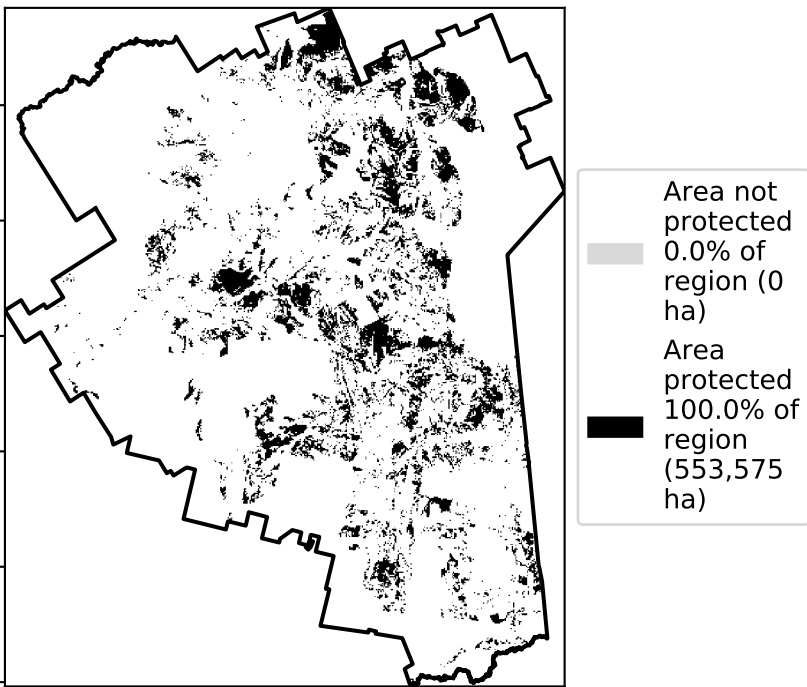 Area not
protected
0.0% of
region (0
ha)
Area
protected
100.0% of
region
(553,575
ha)